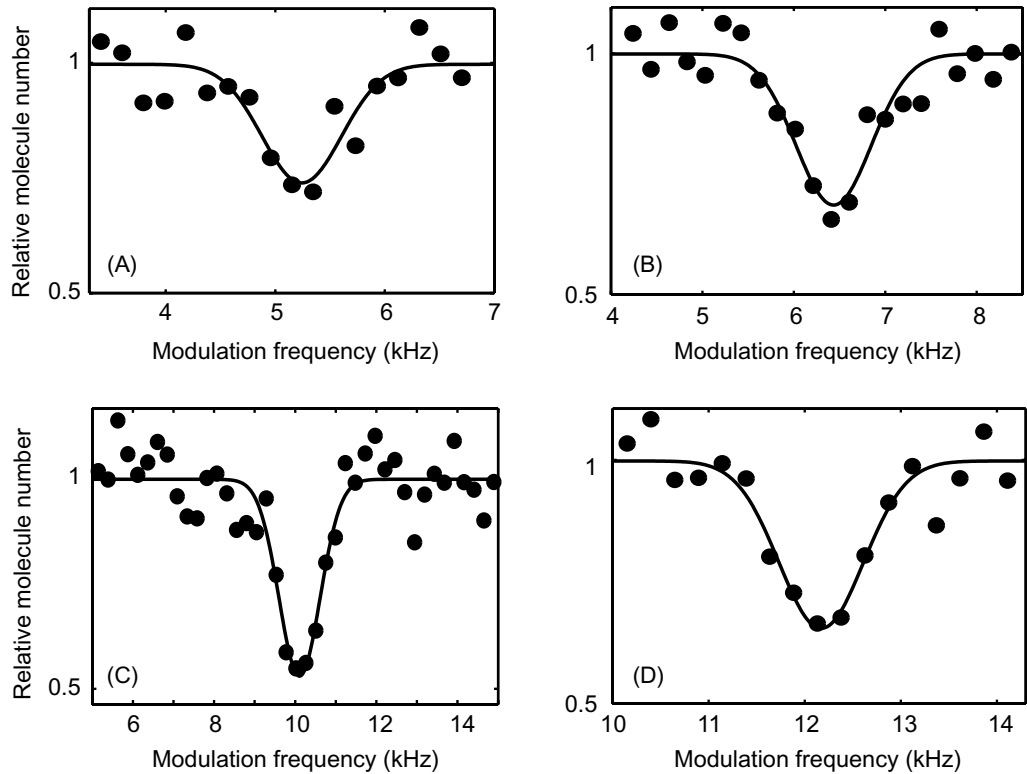 Relative molecule number
1
0.5
(A)
4 5 6 7
Modulation frequency (kHz)
1
0.5
(B)
4 5 6 7 8
Modulation frequency (kHz)
Relative molecule number
1
0.5
(C)
6 8 10 12 14
Modulation frequency (kHz)
1
0.5
(D)
10 11 12 13 14
Modulation frequency (kHz)